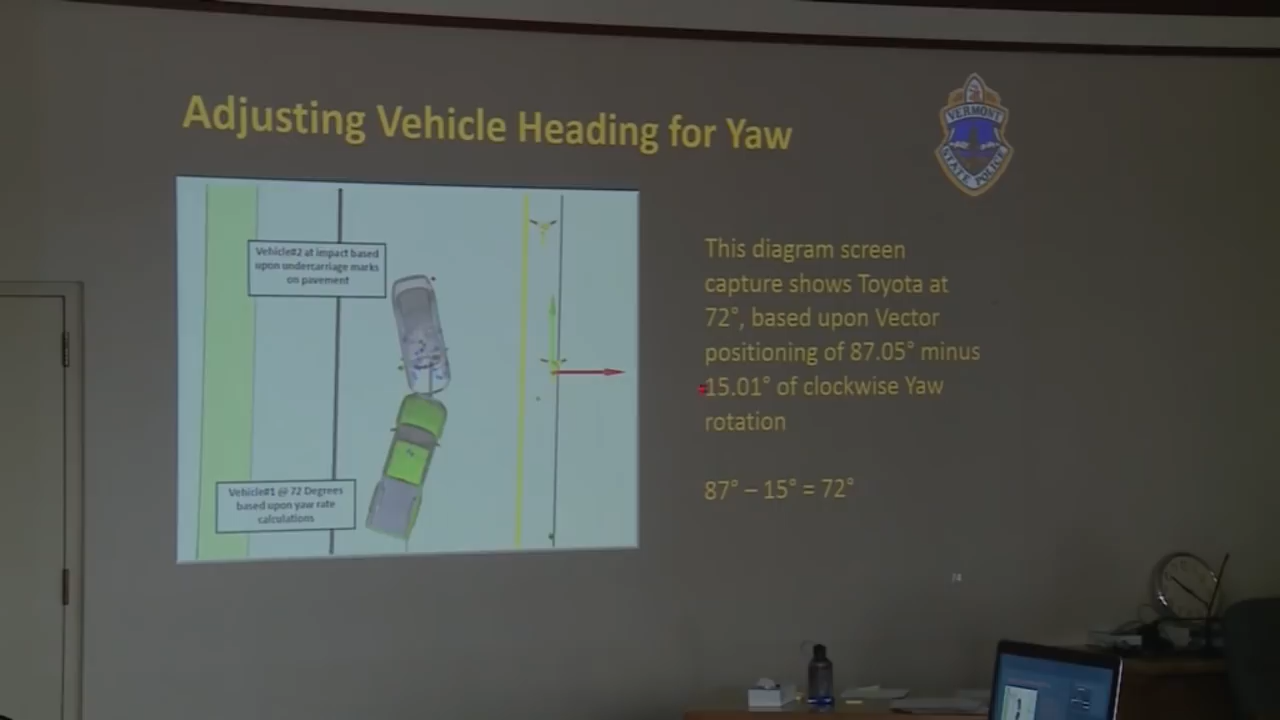 Adjusting Vehicle Heading for Yaw
VERMONT
STATE POLICE
Vehicle#2 at impact based
upon undercarriage marks
on pavement
Vehicle#1 @ 72 Degrees
based upon yaw rate
calculations
This diagram screen
capture shows Toyota at
72°, based upon Vector
positioning of 87.05° minus
15.01° of clockwise Yaw
rotation
87° – 15° = 72°